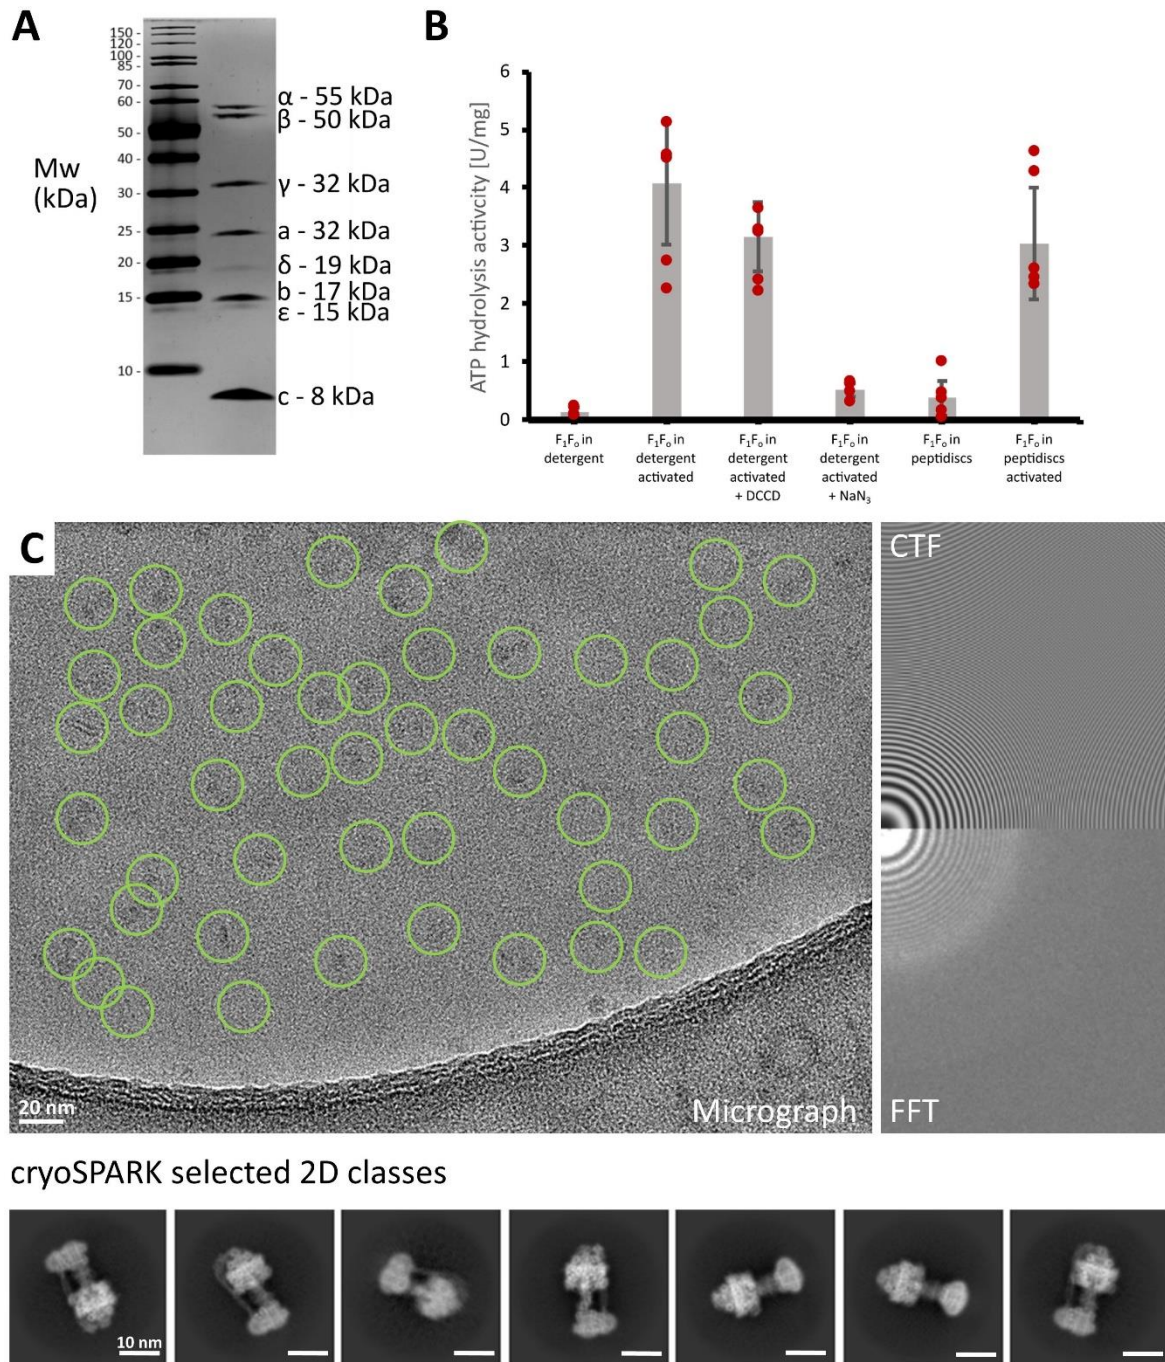 A
Mw
(kDa)
150 -
120 -
100 -
85 -
70 -
60 -
50 -
40 -
30 -
25 -
20 -
15 -
10 -
α - 55 kDa
β - 50 kDa
γ - 32 kDa
a - 32 kDa
δ - 19 kDa
b - 17 kDa
ε - 15 kDa
c - 8 kDa
B
ATP hydrolysis activcity [U/mg]
6
5
4
3
2
1
0
F₁Fₒ in
detergent
F₁Fₒ in
detergent
activated
F₁Fₒ in
detergent
activated
+ DCCD
F₁Fₒ in
detergent
activated
+ NaN₃
F₁Fₒ in
peptidiscs
F₁Fₒ in
peptidiscs
activated
C
20 nm
Micrograph
CTF
FFT
cryoSPARK selected 2D classes
10 nm